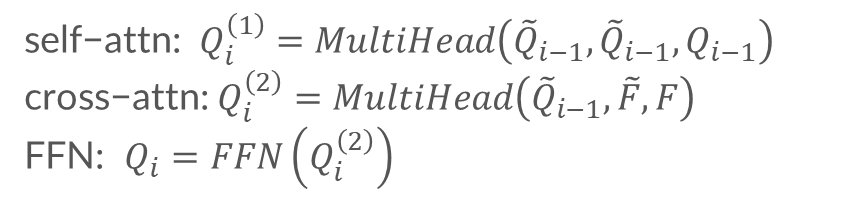 self−attn: Q̃_i^(1) = MultiHead(Q̃_{i−1}, Q̃_{i−1}, Q_{i−1})
cross−attn: Q_i^(2) = MultiHead(Q̃_{i−1}, F̃, F)
FFN: Q_i = FFN(Q_i^(2))